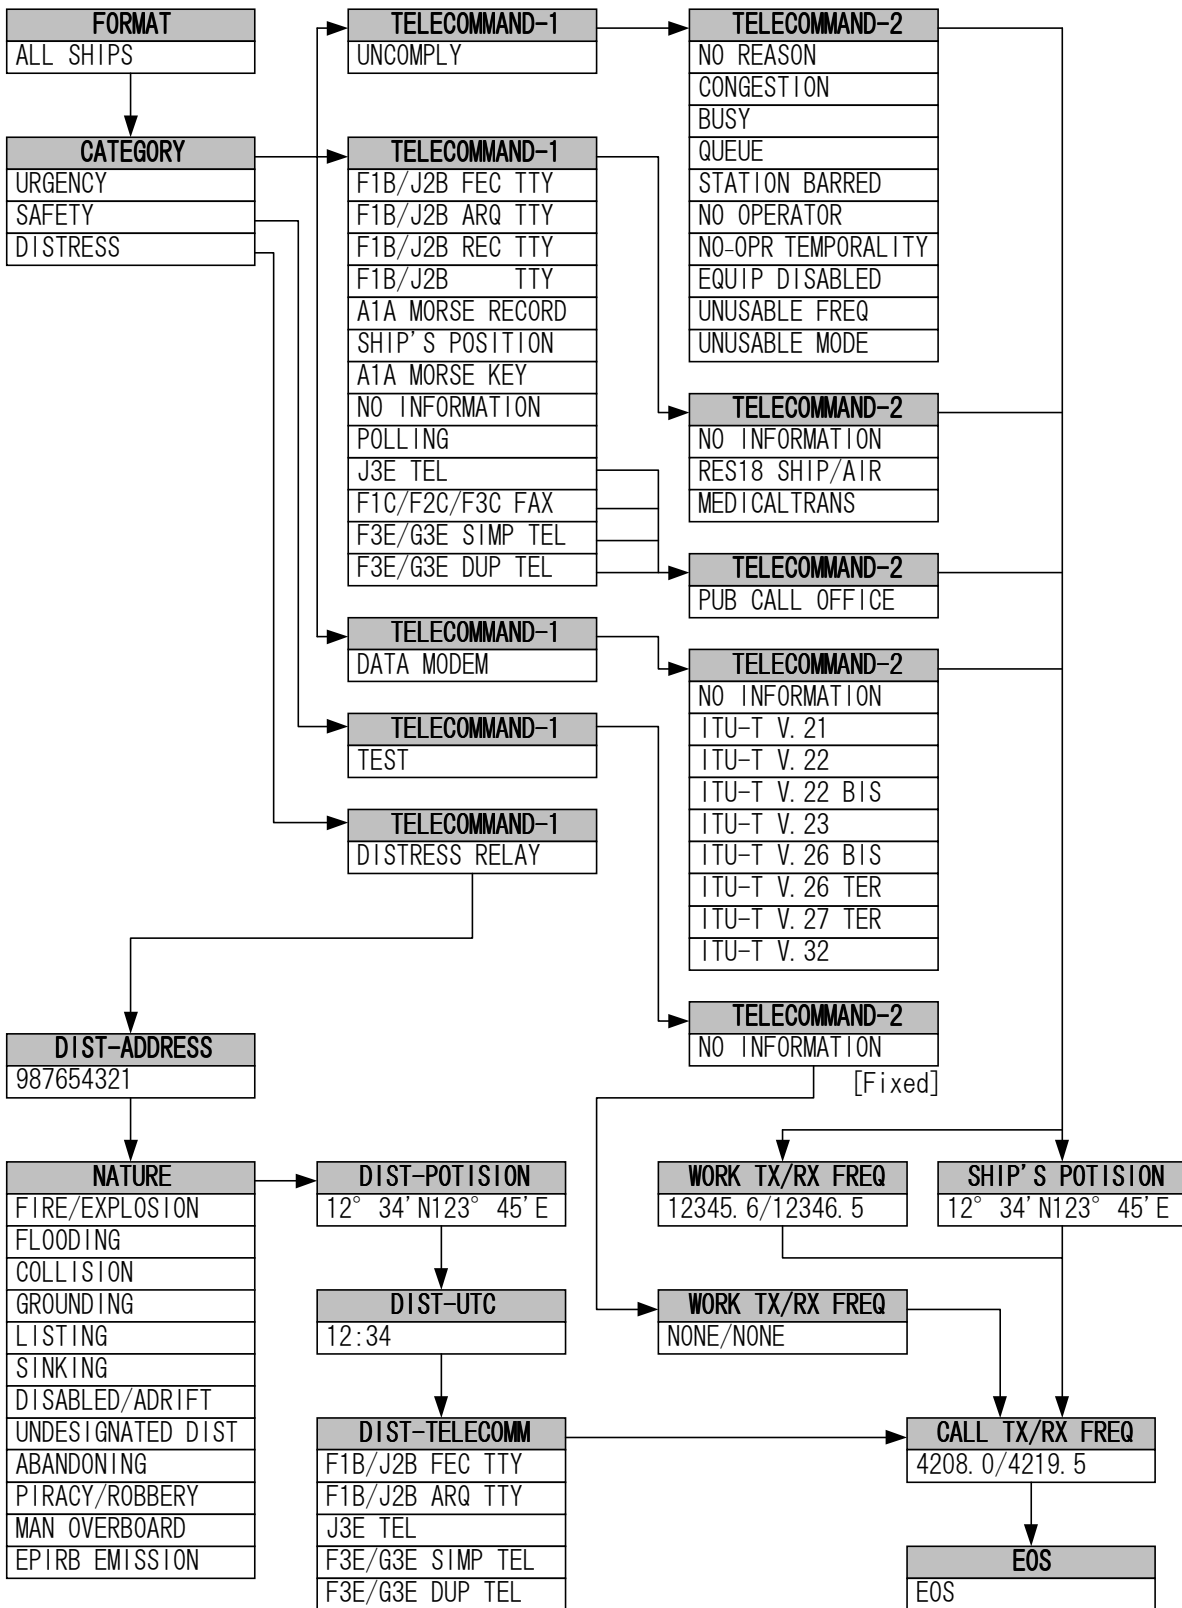 FORMAT
ALL SHIPS
CATEGORY
URGENCY
SAFETY
DISTRESS
TELECOMMAND-1
UNCOMPLY
TELECOMMAND-1
F1B/J2B FEC TTY
F1B/J2B ARQ TTY
F1B/J2B REC TTY
F1B/J2B TTY
A1A MORSE RECORD
SHIP'S POSITION
A1A MORSE KEY
NO INFORMATION
POLLING
J3E TEL
F1C/F2C/F3C FAX
F3E/G3E SIMP TEL
F3E/G3E DUP TEL
TELECOMMAND-1
DATA MODEM
TELECOMMAND-1
TEST
TELECOMMAND-1
DISTRESS RELAY
TELECOMMAND-2
NO REASON
CONGESTION
BUSY
QUEUE
STATION BARRED
NO OPERATOR
NO-OPR TEMPORALITY
EQUIP DISABLED
UNUSABLE FREQ
UNUSABLE MODE
TELECOMMAND-2
NO INFORMATION
RES18 SHIP/AIR
MEDICALTRANS
TELECOMMAND-2
PUB CALL OFFICE
TELECOMMAND-2
NO INFORMATION
ITU-T V.21
ITU-T V.22
ITU-T V.22 BIS
ITU-T V.23
ITU-T V.26 BIS
ITU-T V.26 TER
ITU-T V.27 TER
ITU-T V.32
TELECOMMAND-2
NO INFORMATION
[Fixed]
DIST-ADDRESS
987654321
NATURE
FIRE/EXPLOSION
FLOODING
COLLISION
GROUNDING
LISTING
SINKING
DISABLED/ADRIFT
UNDESIGNATED DIST
ABANDONING
PIRACY/ROBBERY
MAN OVERBOARD
EPIRB EMISSION
DIST-POTISION
12° 34'N123° 45'E
DIST-UTC
12:34
DIST-TELECOMM
F1B/J2B FEC TTY
F1B/J2B ARQ TTY
J3E TEL
F3E/G3E SIMP TEL
F3E/G3E DUP TEL
WORK TX/RX FREQ
12345.6/12346.5
SHIP'S POTISION
12° 34'N123° 45'E
WORK TX/RX FREQ
NONE/NONE
CALL TX/RX FREQ
4208.0/4219.5
EOS
EOS